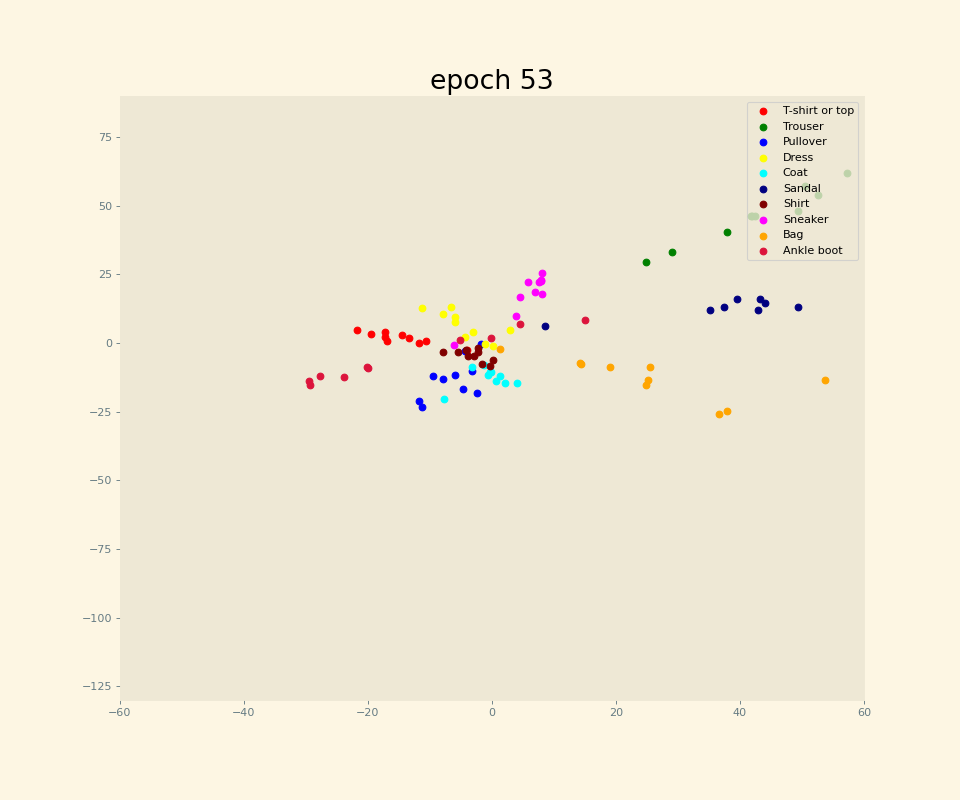 epoch 53
T-shirt or top
Trouser
Pullover
Dress
Coat
Sandal
Shirt
Sneaker
Bag
Ankle boot
75
50
25
0
−25
−50
−75
−100
−125
−60
−40
−20
0
20
40
60